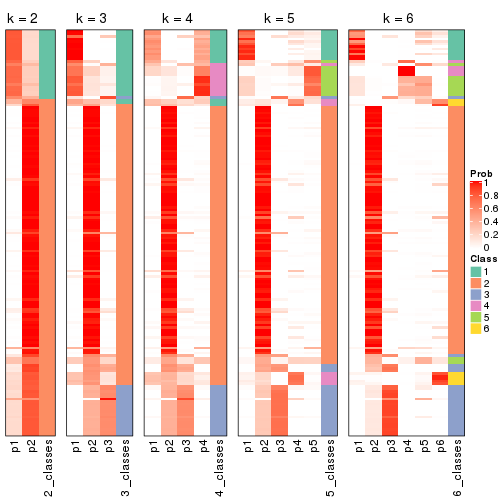 k = 2
k = 3
k = 4
k = 5
k = 6
Prob
1
0.8
0.6
0.4
0.2
0
Class
1
2
3
4
5
6
p1
p2
2_classes
p1
p2
p3
3_classes
p1
p2
p3
p4
4_classes
p1
p2
p3
p4
p5
5_classes
p1
p2
p3
p4
p5
p6
6_classes